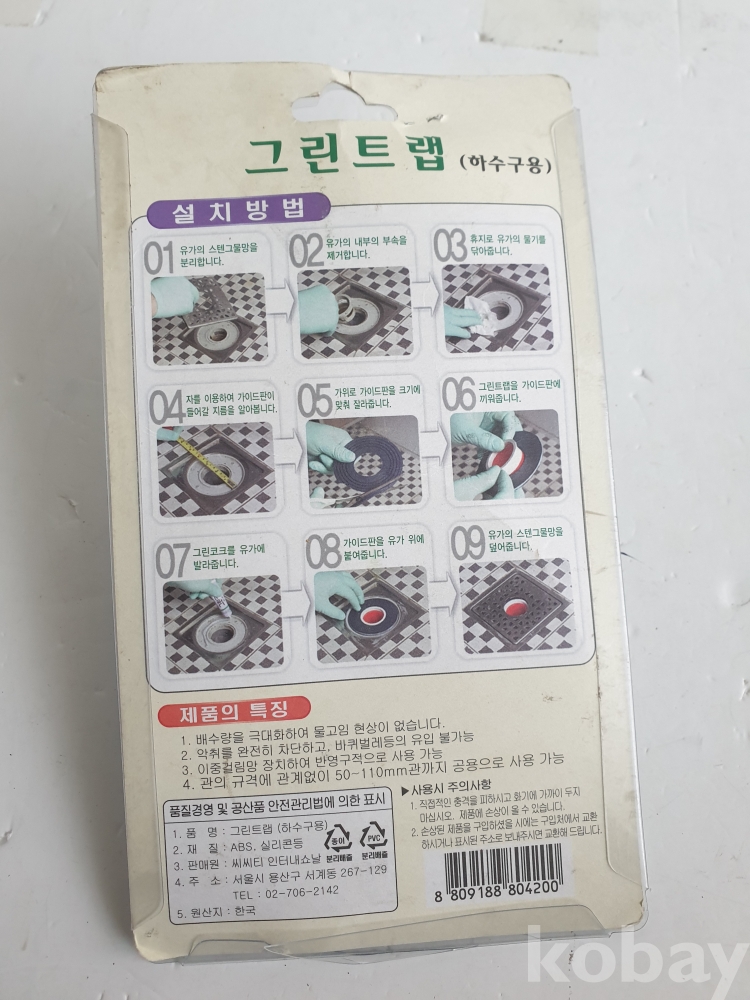 그린트랩 (하수구용)
설치방법
01 유가의 스텐그물망을
분리합니다.
02 유가의 내부의 부속을
제거합니다.
03 휴지로 유가의 물기를
닦아줍니다.
04 자를 이용하여 가이드판이
들어갈 지름을 알아봅니다.
05 가위로 가이드판을 크기에
맞춰 잘라줍니다.
06 그린트랩을 가이드판에
끼워줍니다.
07 그린코크를 유가에
발라줍니다.
08 가이드판을 유가 위에
붙여줍니다.
09 유가의 스텐그물망을
덮어줍니다.
제품의 특징
1. 배수량을 극대화하여 물고임 현상이 없습니다.
2. 악취를 완전히 차단하고, 바퀴벌레등의 유입 불가능
3. 이중걸림망 장치하여 반영구적으로 사용 가능
4. 관의 규격에 관계없이 50-110mm관까지 공용으로 사용 가능
품질경영 및 공산품 안전관리법에 의한 표시
1. 품 명 : 그린트랩 (하수구용)
2. 재 질 : ABS, 실리콘등
3. 판매원 : 씨씨티 인터내쇼날
4. 주 소 : 서울시 용산구 서계동 267-129
TEL : 02-706-2142
5. 원산지 : 한국
종이
분리배출
PVC
분리배출
▶사용시 주의사항
1. 직접적인 충격을 피하시고 화기에 가까이 두지
마십시오. 제품에 손상이 올 수 있습니다.
2. 손상된 제품을 구입하셨을 시에는 구입처에서 교환
하시거나 표시된 주소로 보내주시면 교환해 드립니다.
8 809188 804200
kobay